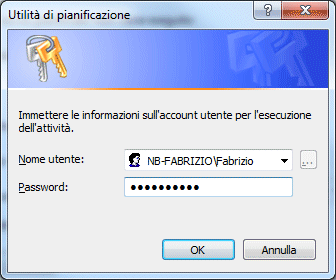 Utilità di pianificazione
Immettere le informazioni sull'account utente per l'esecuzione
dell'attività.
Nome utente: NB-FABRIZIO\Fabrizio ...
Password: ●●●●●●●●●●
OK Annulla